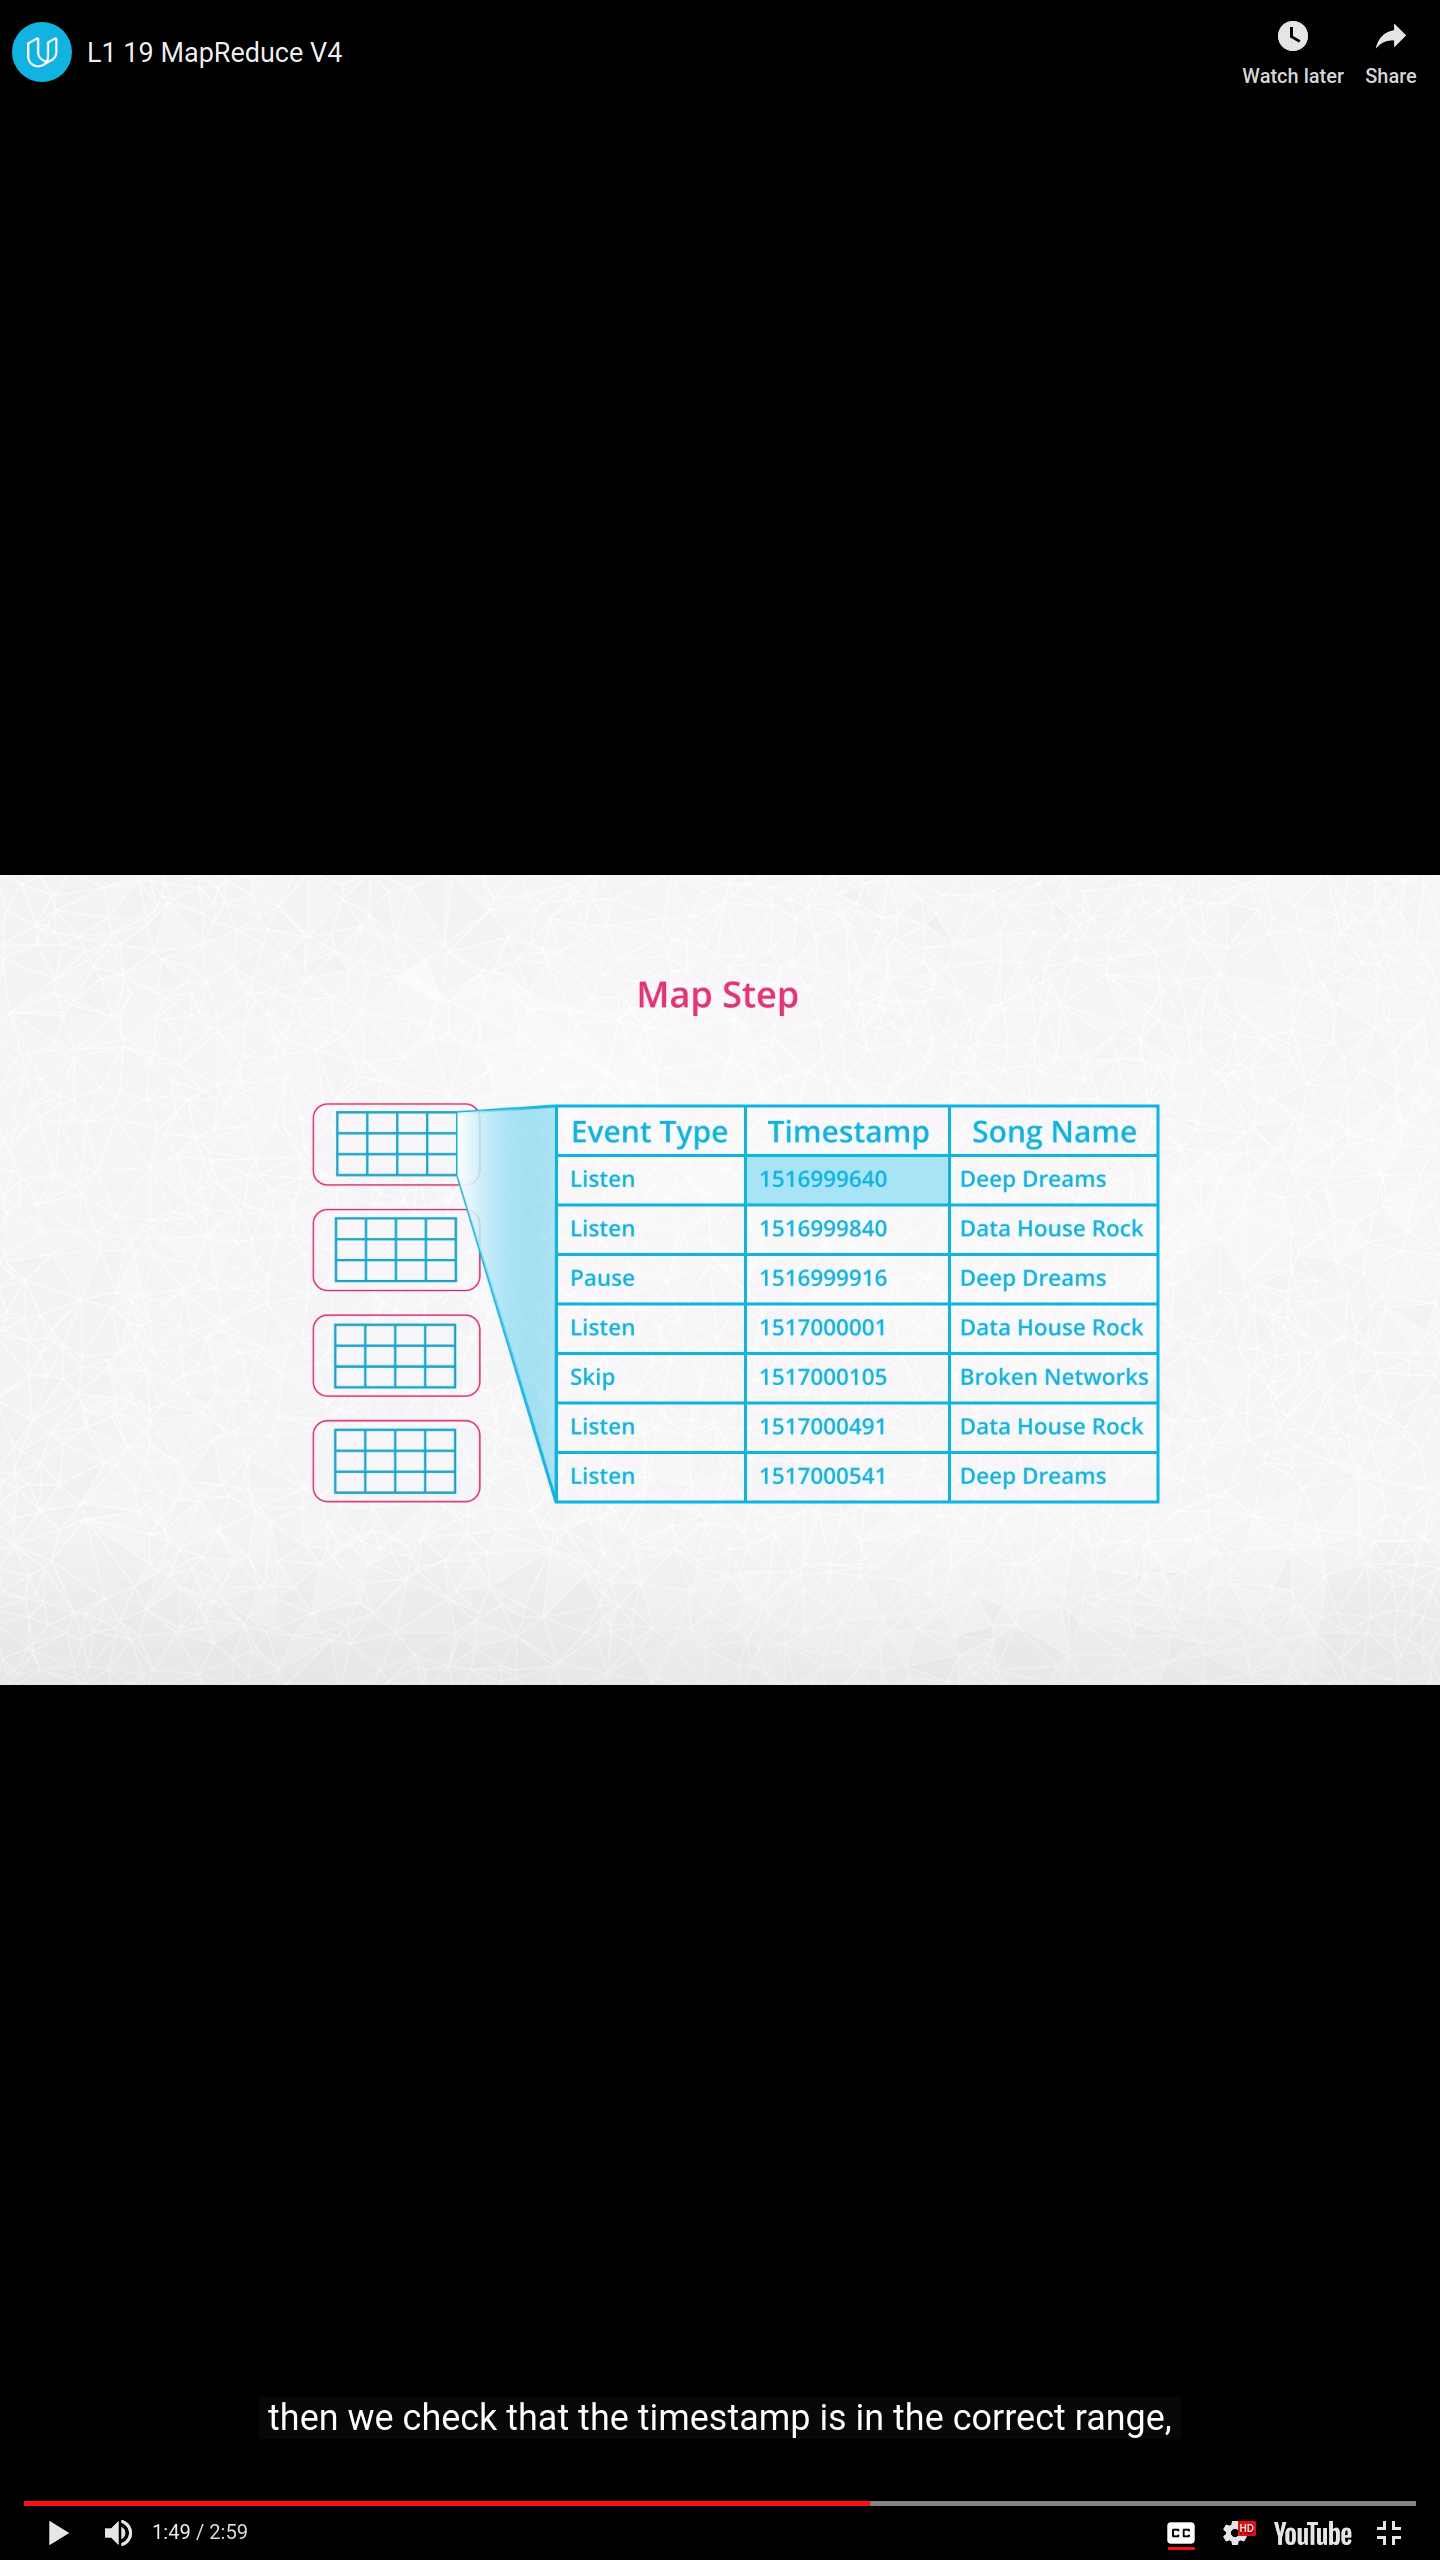 L1 19 MapReduce V4
Watch later Share
Map Step
Event Type Timestamp Song Name
Listen 1516999640 Deep Dreams
Listen 1516999840 Data House Rock
Pause 1516999916 Deep Dreams
Listen 1517000001 Data House Rock
Skip 1517000105 Broken Networks
Listen 1517000491 Data House Rock
Listen 1517000541 Deep Dreams
then we check that the timestamp is in the correct range,
1:49 / 2:59 CC HD YouTube